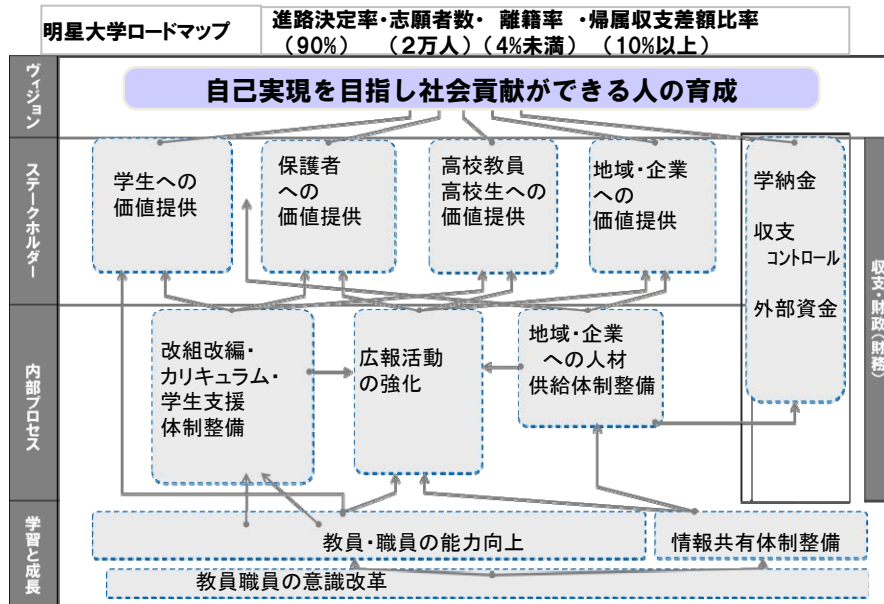 明星大学ロードマップ
進路決定率・志願者数・ 離籍率 ・帰属収支差額比率
（90%） （2万人）（4%未満） （10%以上）
ヴィジョン
自己実現を目指し社会貢献ができる人の育成
ステークホルダー
学生への
価値提供
保護者
への
価値提供
高校教員
高校生への
価値提供
地域・企業
への
価値提供
学納金
収支
コントロール
外部資金
収支・財政（財務）
内部プロセス
改組改編・
カリキュラム・
学生支援
体制整備
広報活動
の強化
地域・企業
への人材
供給体制整備
学習と成長
教員・職員の能力向上
情報共有体制整備
教員職員の意識改革